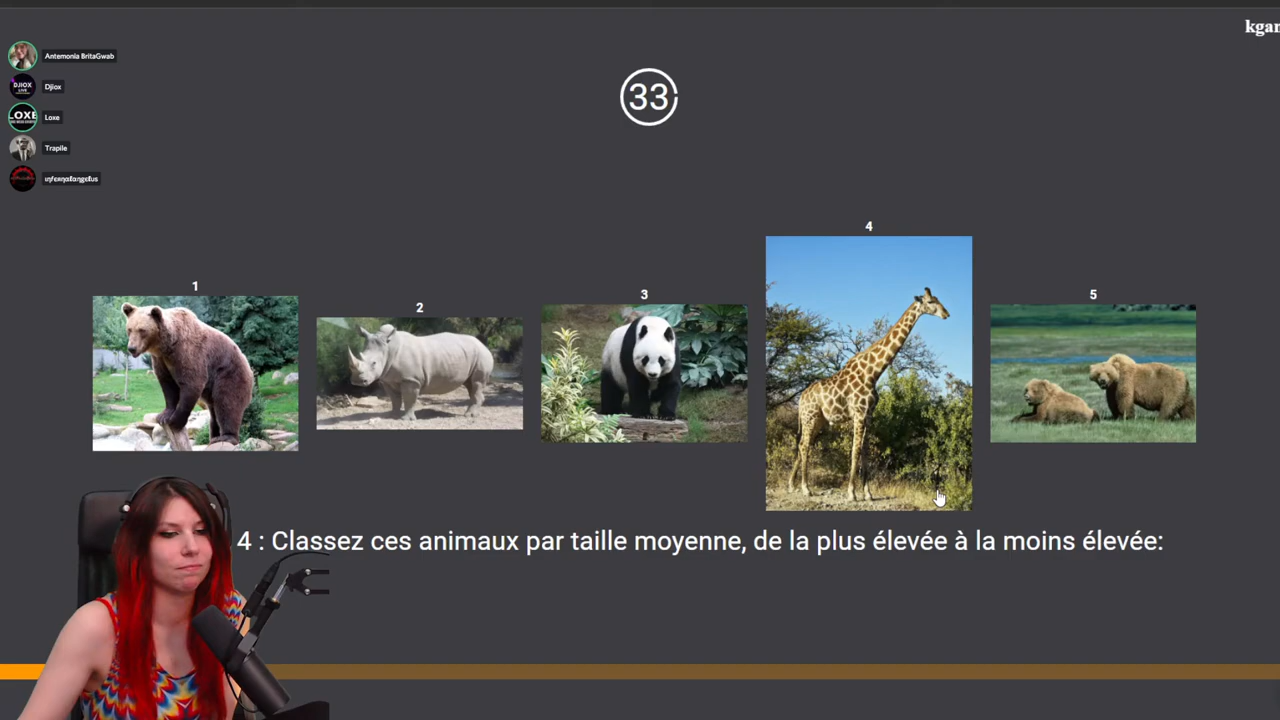 kgar
Antemonia BritaGwab
Djiox
Loxe
Trapile
33
1
2
3
4
5
4 : Classez ces animaux par taille moyenne, de la plus élevée à la moins élevée: